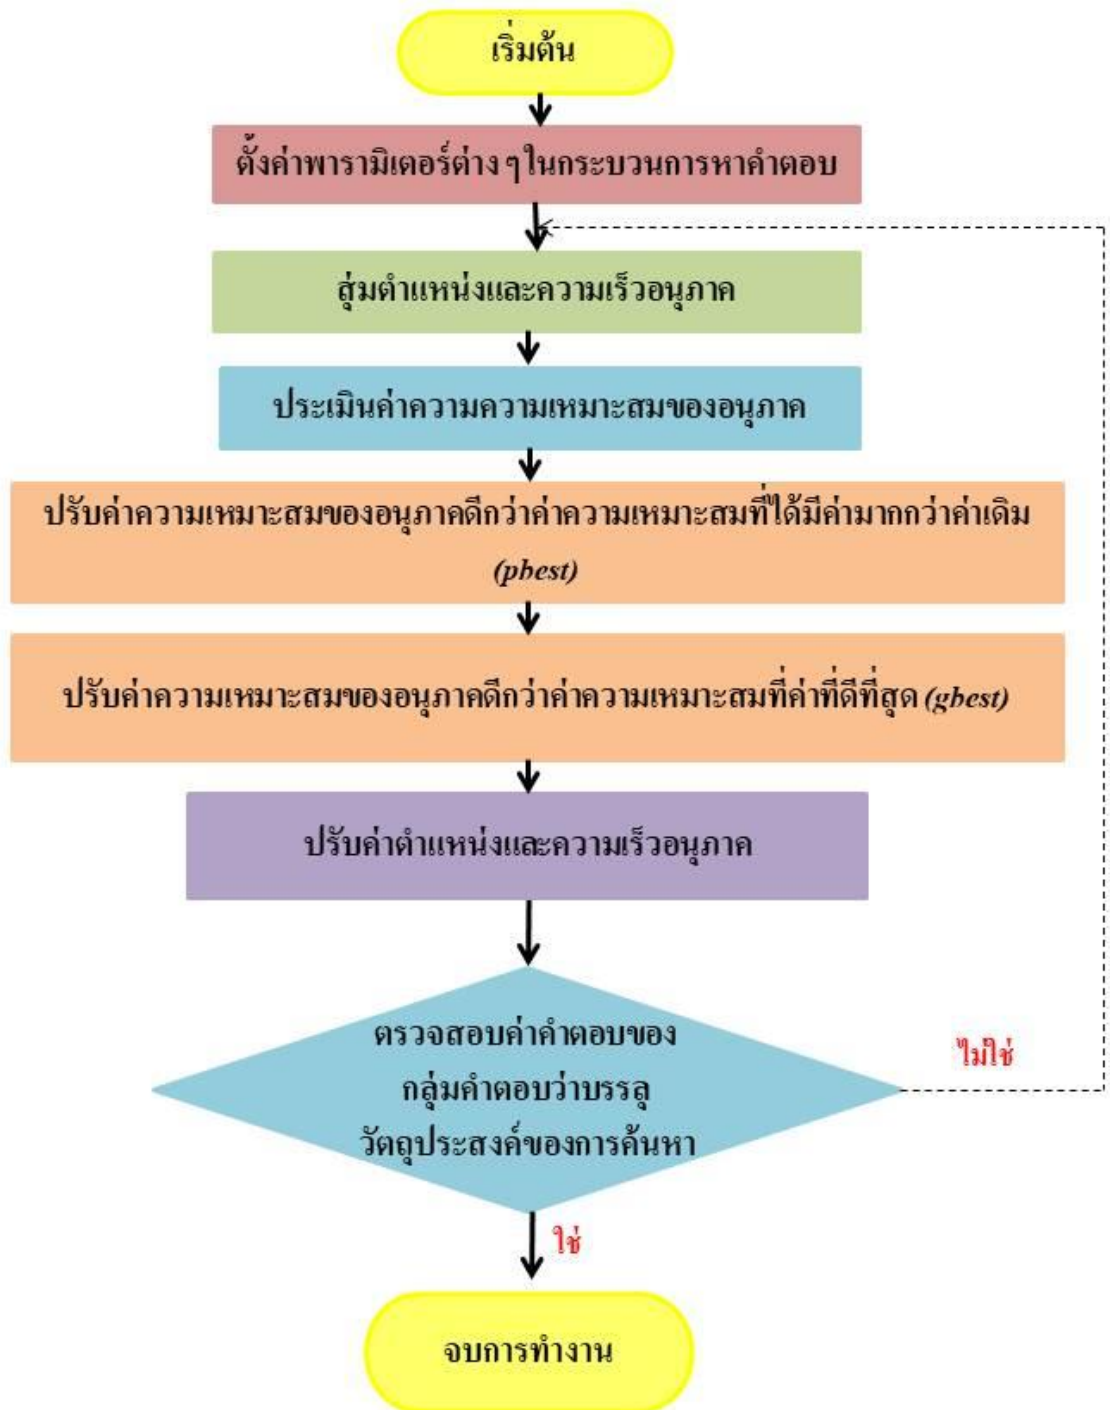 เริ่มต้น
ตั้งค่าพารามิเตอร์ต่าง ๆ ในกระบวนการหาคำตอบ
สุ่มตำแหน่งและความเร็วอนุภาค
ประเมินค่าความความเหมาะสมของอนุภาค
ปรับค่าความเหมาะสมของอนุภาคดีกว่าค่าความเหมาะสมที่ได้มีค่ามากกว่าค่าเดิม
(pbest)
ปรับค่าความเหมาะสมของอนุภาคดีกว่าค่าความเหมาะสมที่ค่าที่ดีที่สุด (gbest)
ปรับค่าตำแหน่งและความเร็วอนุภาค
ตรวจสอบค่าคำตอบของ
กลุ่มคำตอบว่าบรรลุ
วัตถุประสงค์ของการค้นหา
ไม่ใช่
ใช่
จบการทำงาน